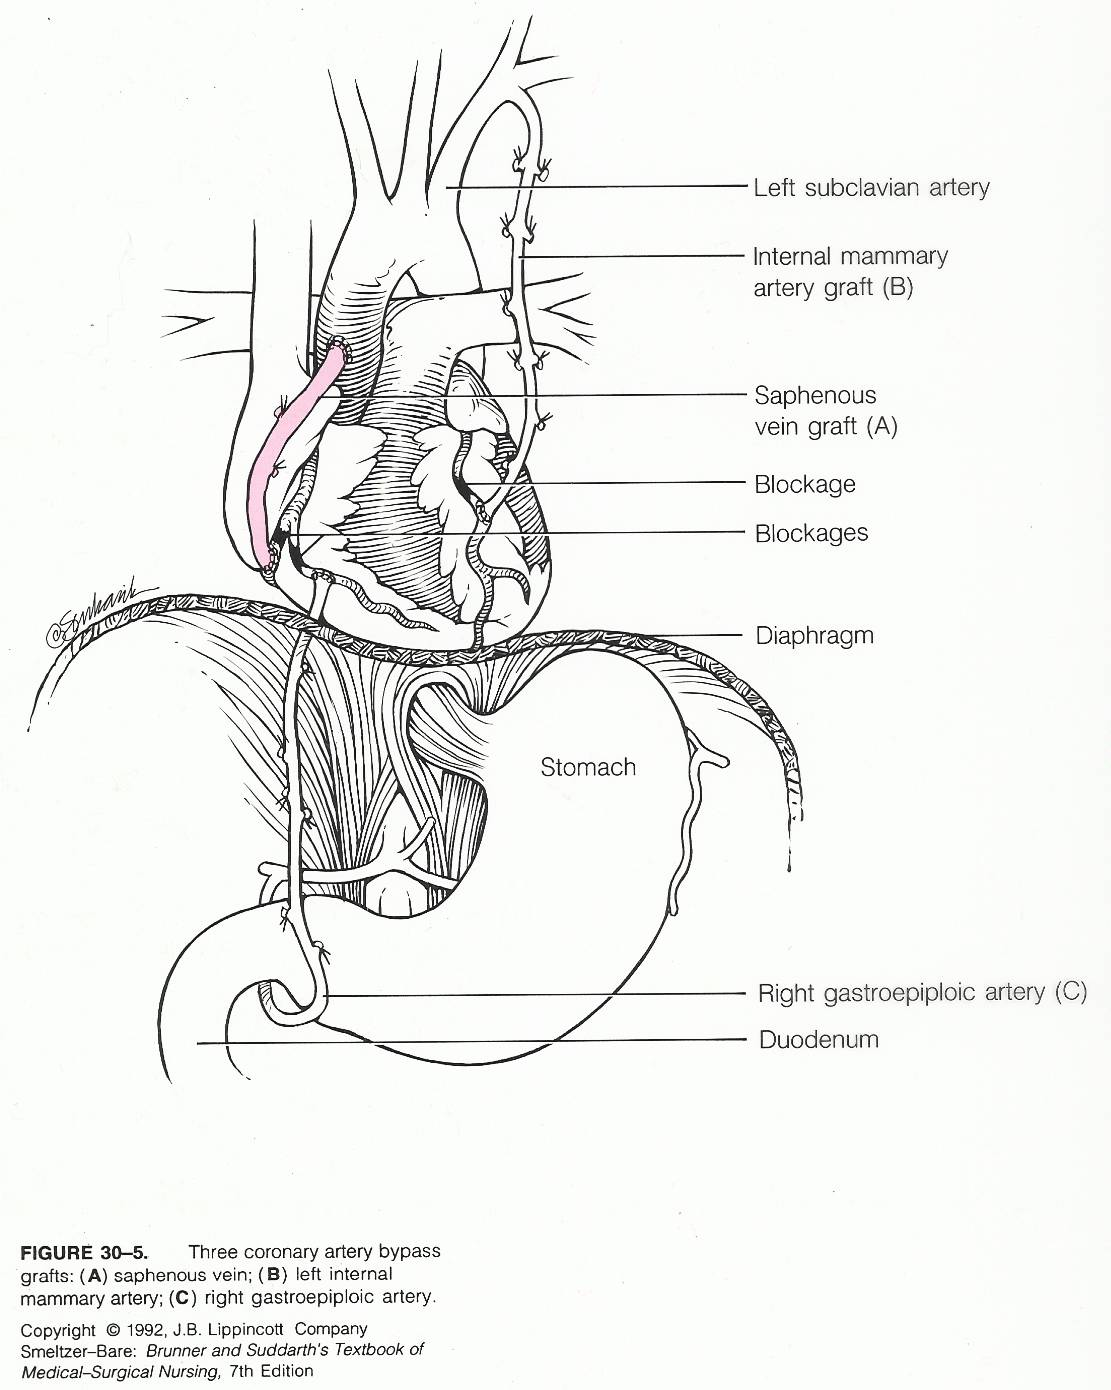 Left subclavian artery
Internal mammary
artery graft (B)
Saphenous
vein graft (A)
Blockage
Blockages
Diaphragm
Stomach
Right gastroepiploic artery (C)
Duodenum
FIGURE 30–5. Three coronary artery bypass
grafts: (A) saphenous vein; (B) left internal
mammary artery; (C) right gastroepiploic artery.
Copyright © 1992, J.B. Lippincott Company
Smeltzer–Bare: Brunner and Suddarth's Textbook of
Medical–Surgical Nursing, 7th Edition